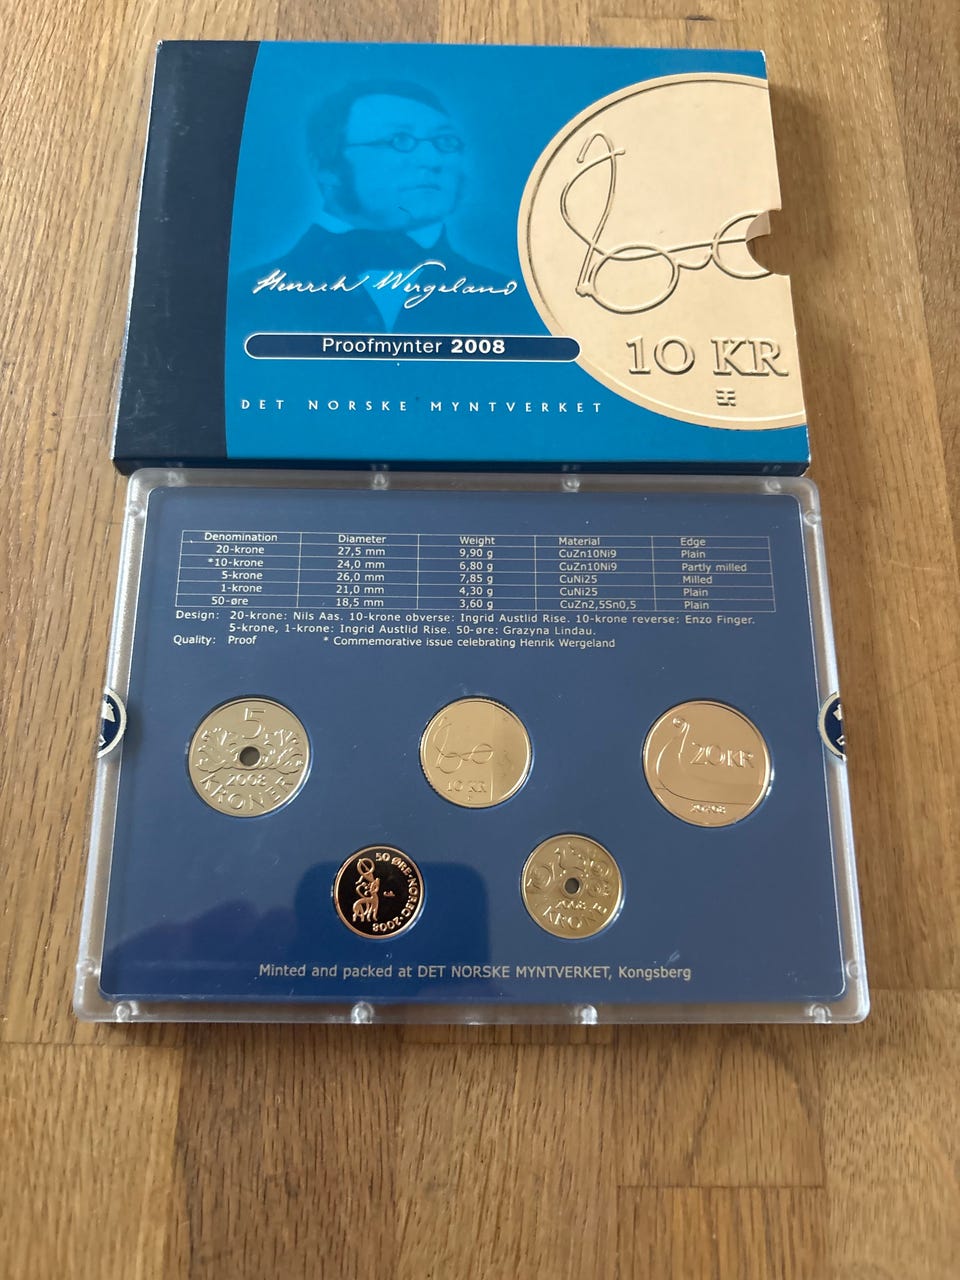 Henrik Wergeland
Proofmynter 2008
10 KR
DET NORSKE MYNTVERKET
Denomination Diameter Weight Material Edge
20-krone 27,5 mm 9,90 g CuZn10Ni9 Plain
*10-krone 24,0 mm 6,80 g CuZn10Ni9 Partly milled
5-krone 26,0 mm 7,85 g CuNi25 Milled
1-krone 21,0 mm 4,30 g CuNi25 Plain
50-øre 18,5 mm 3,60 g CuZn2,5Sn0,5 Plain
Design: 20-krone: Nils Aas. 10-krone obverse: Ingrid Austlid Rise. 10-krone reverse: Enzo Finger.
5-krone, 1-krone: Ingrid Austlid Rise. 50-øre: Grazyna Lindau.
Quality: Proof * Commemorative issue celebrating Henrik Wergeland
5
2008
KRONER
10 KR
20KR
50 ØRE·NORGE·2008
2008
KRONE
Minted and packed at DET NORSKE MYNTVERKET, Kongsberg